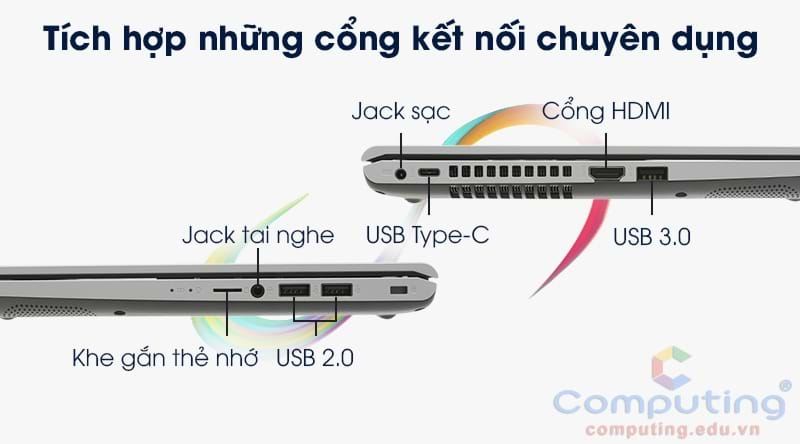 Tích hợp những cổng kết nối chuyên dụng
Jack sạc
Cổng HDMI
USB Type-C
USB 3.0
Jack tai nghe
Khe gắn thẻ nhớ
USB 2.0
Computing®
computing.edu.vn